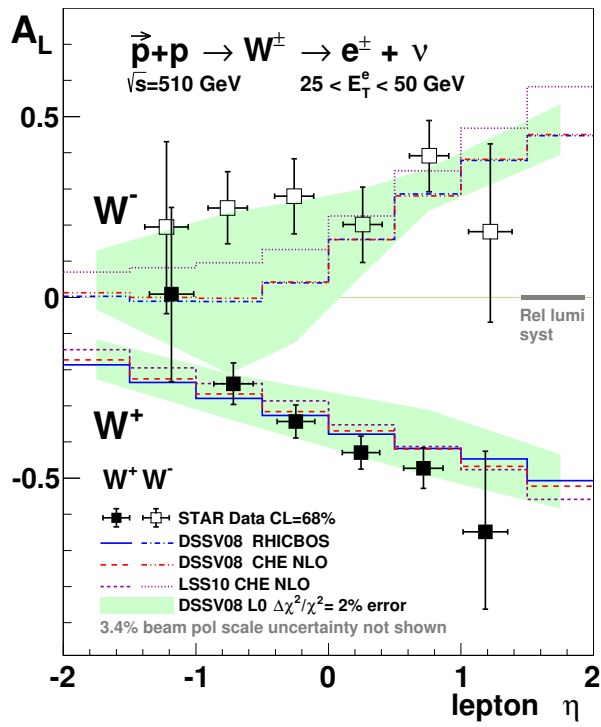 A_L
p⃗+p → W^± → e^± + ν
√s=510 GeV 25 < E_T^e < 50 GeV
0.5
W^-
0
Rel lumi
syst
W^+
-0.5
W^+ W^-
STAR Data CL=68%
DSSV08 RHICBOS
DSSV08 CHE NLO
LSS10 CHE NLO
DSSV08 L0 Δχ²/χ²= 2% error
3.4% beam pol scale uncertainty not shown
-2 -1 0 1 2
lepton η